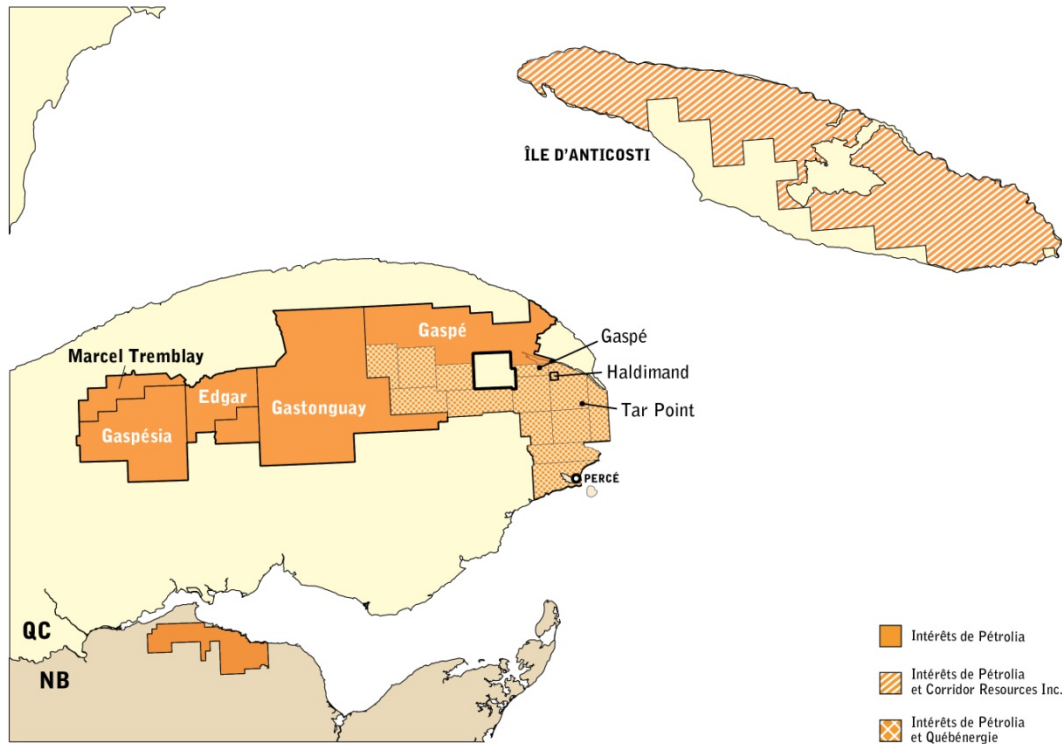 ÎLE D'ANTICOSTI
Gaspé
Gaspé
Marcel Tremblay
Haldimand
Edgar
Gastonguay
Tar Point
Gaspésia
PERCÉ
QC
NB
Intérêts de Pétrolia
Intérêts de Pétrolia
et Corridor Resources Inc.
Intérêts de Pétrolia
et Québénergie